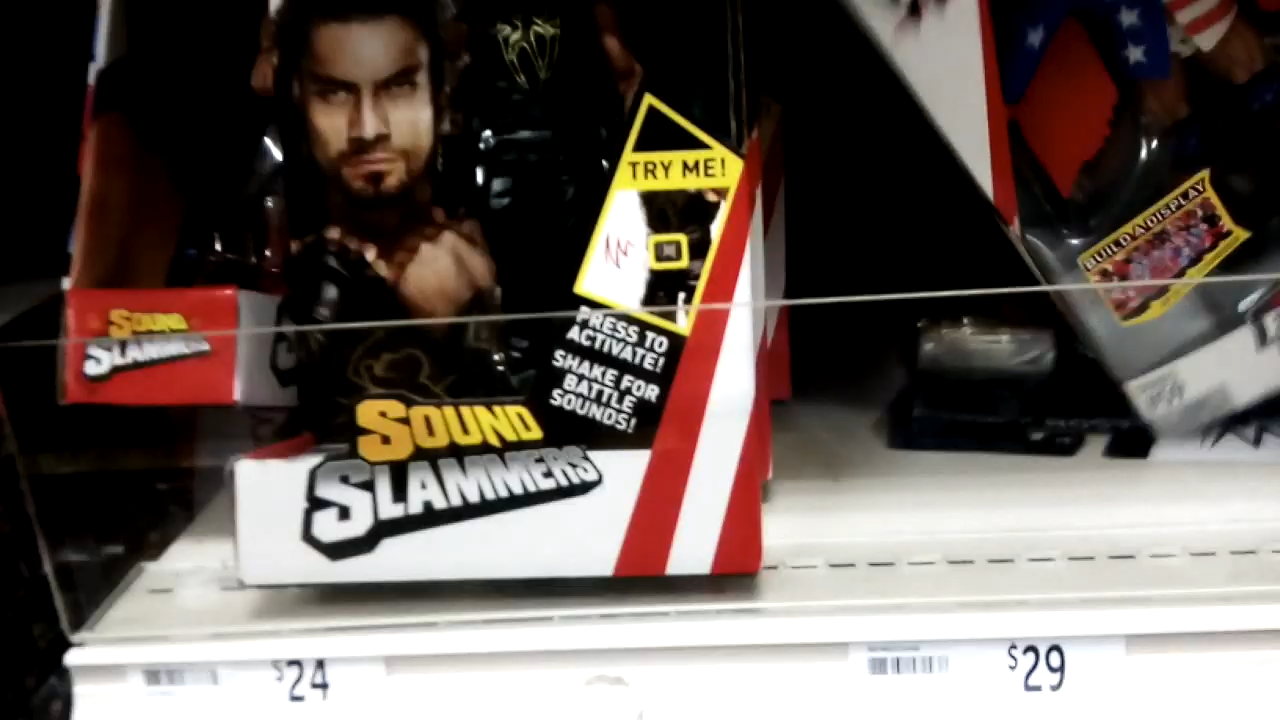 TRY ME!
PRESS TO
ACTIVATE!
SHAKE FOR
BATTLE
SOUNDS!
SOUND
SLAMMERS
SOUND
SLAMMERS
BUILD A DISPLAY
$24
$29